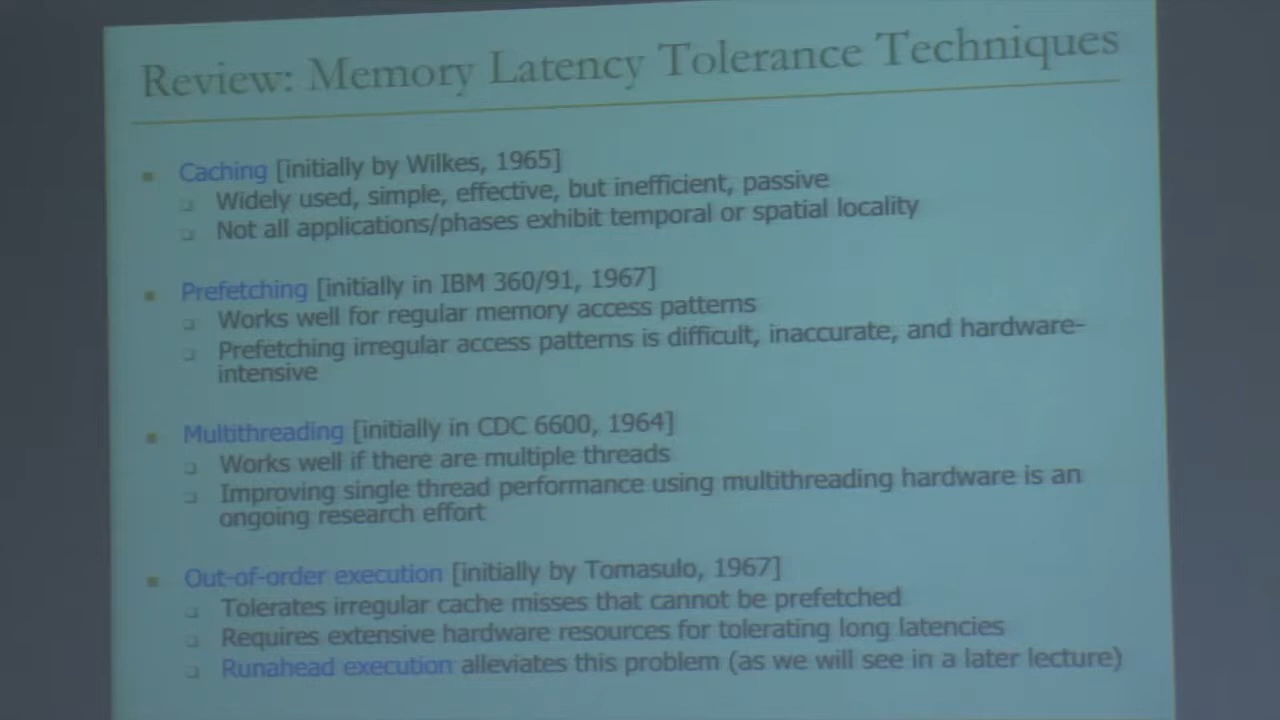 Review: Memory Latency Tolerance Techniques
Caching [initially by Wilkes, 1965]
Widely used, simple, effective, but inefficient, passive
Not all applications/phases exhibit temporal or spatial locality
Prefetching [initially in IBM 360/91, 1967]
Works well for regular memory access patterns
Prefetching irregular access patterns is difficult, inaccurate, and hardware-
intensive
Multithreading [initially in CDC 6600, 1964]
Works well if there are multiple threads
Improving single thread performance using multithreading hardware is an
ongoing research effort
Out-of-order execution [initially by Tomasulo, 1967]
Tolerates irregular cache misses that cannot be prefetched
Requires extensive hardware resources for tolerating long latencies
Runahead execution alleviates this problem (as we will see in a later lecture)